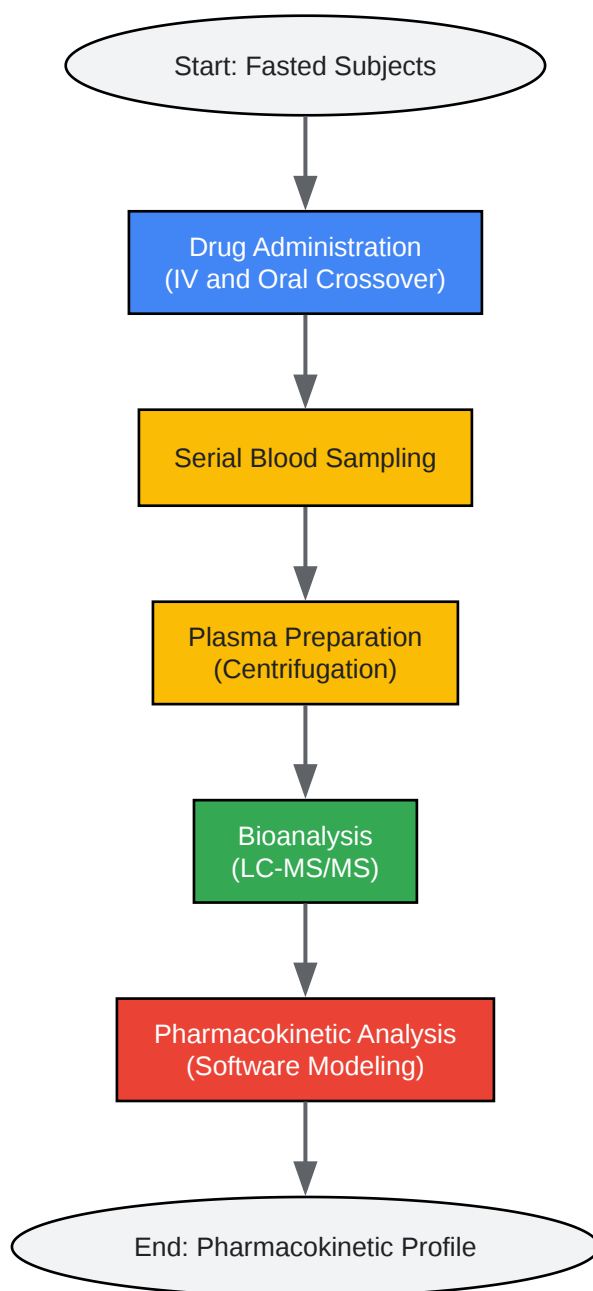 Start: Fasted Subjects
Drug Administration
(IV and Oral Crossover)
Serial Blood Sampling
Plasma Preparation
(Centrifugation)
Bioanalysis
(LC-MS/MS)
Pharmacokinetic Analysis
(Software Modeling)
End: Pharmacokinetic Profile